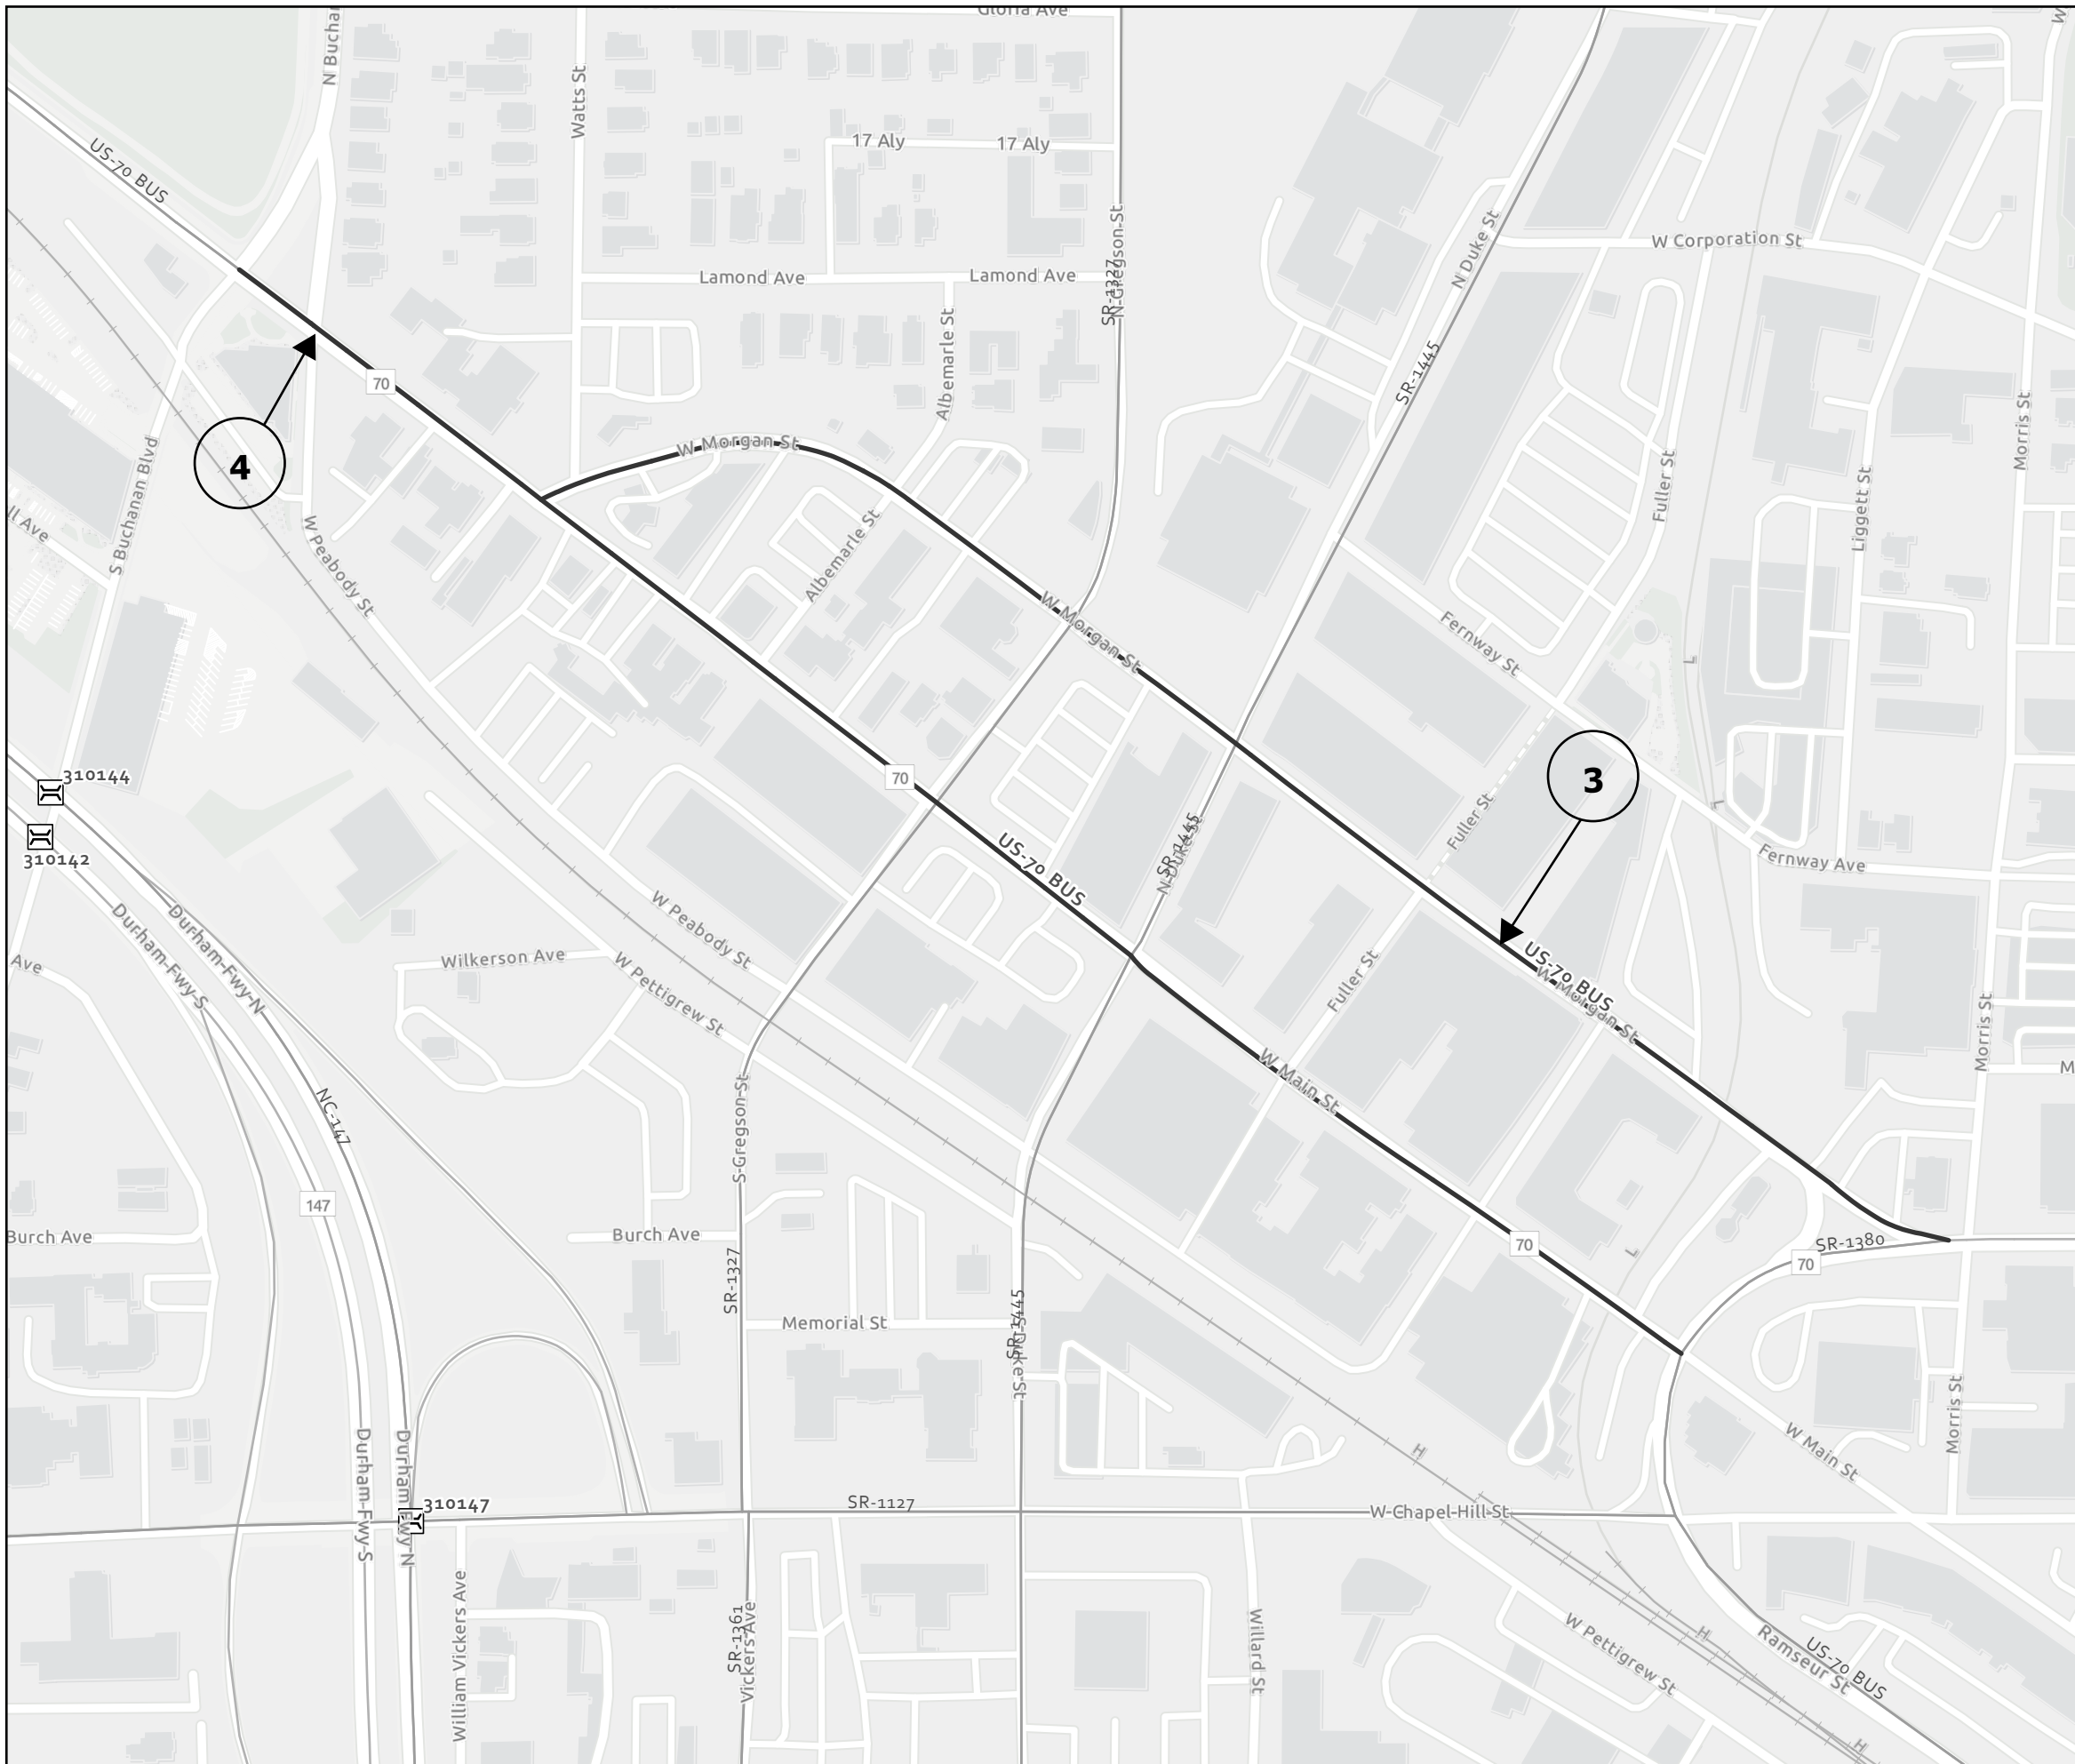 Gloria Ave
N Bucha
Watts St
17 Aly
17 Aly
US-70 BUS
N Gregson St
SR-1327
N Duke St
W Corporation St
Lamond Ave
Lamond Ave
Albemarle St
SR-1445
70
Morris St
W Morgan St
4
S Buchanan Blvd
Fuller St
Liggett St
ll Ave
W Peabody St
Albemarle St
W Morgan St
Fernway St
310144
70
3
310142
Fuller St
US-70 BUS
SR-1445
N Duke St
Fernway Ave
Durham Fwy S
Durham Fwy N
W Peabody St
Ave
Wilkerson Ave
W Pettigrew St
Fuller St
US-70 BUS
W Morgan St
Morris St
W Main St
M
NC-147
S Gregson St
147
Burch Ave
Burch Ave
70
SR-1380
70
SR-1327
Memorial St
SR-1445
S Duke St
Morris St
W Main St
Durham Fwy S
Durham Fwy N
310147
SR-1127
W Chapel Hill St
William Vickers Ave
SR-1361
Vickers Ave
Willard St
W Pettigrew St
Ramseur St
US-70 BUS